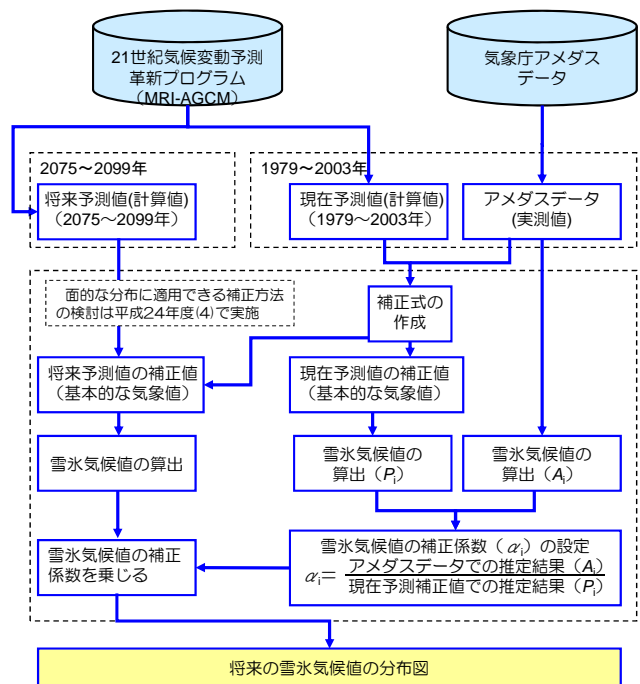 21世紀気候変動予測
革新プログラム
（MRI-AGCM）
気象庁アメダス
データ
2075～2099年
将来予測値(計算値)
（2075～2099年）
1979～2003年
現在予測値(計算値)
（1979～2003年）
アメダスデータ
(実測値)
面的な分布に適用できる補正方法
の検討は平成24年度(4)で実施
補正式の
作成
将来予測値の補正値
（基本的な気象値）
現在予測値の補正値
（基本的な気象値）
雪氷気候値の算出
雪氷気候値の
算出（Pi）
雪氷気候値の
算出（Ai）
雪氷気候値の補正
係数を乗じる
雪氷気候値の補正係数（αi）の設定
αi＝ アメダスデータでの推定結果（Ai）
現在予測補正値での推定結果（Pi）
将来の雪氷気候値の分布図